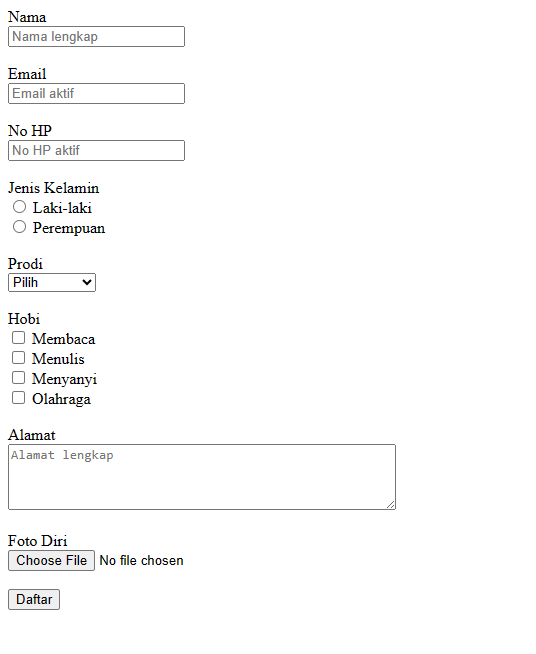 Nama
Nama lengkap
Email
Email aktif
No HP
No HP aktif
Jenis Kelamin
Laki-laki
Perempuan
Prodi
Pilih
Hobi
Membaca
Menulis
Menyanyi
Olahraga
Alamat
Alamat lengkap
Foto Diri
Choose File No file chosen
Daftar